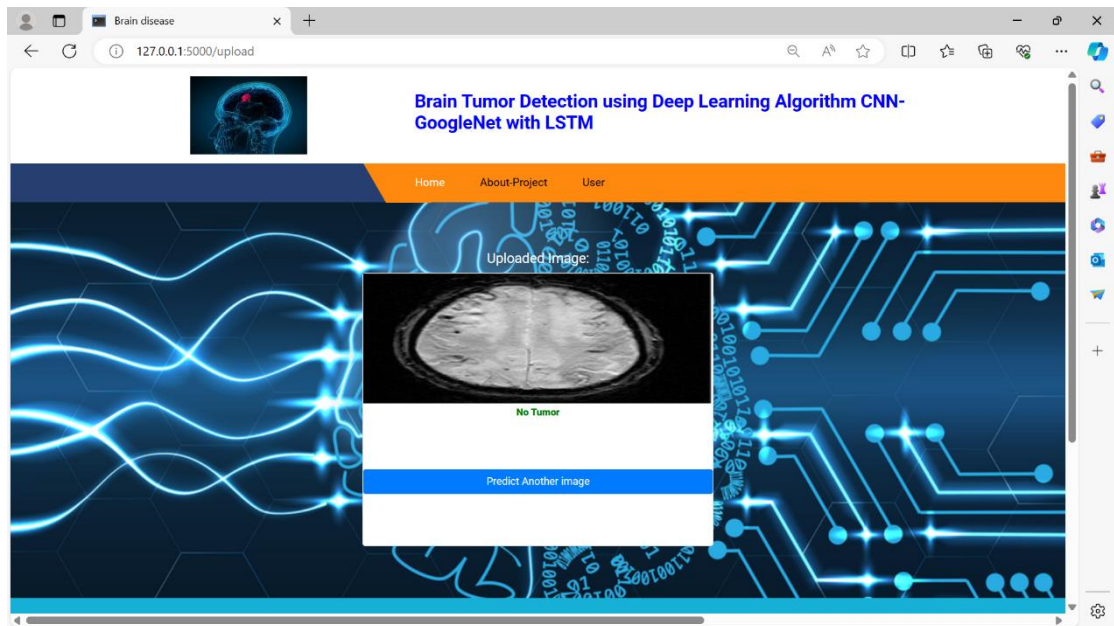 Brain disease
127.0.0.1:5000/upload
Brain Tumor Detection using Deep Learning Algorithm CNN-
GoogleNet with LSTM
Home About-Project User
Uploaded Image:
No Tumor
Predict Another image